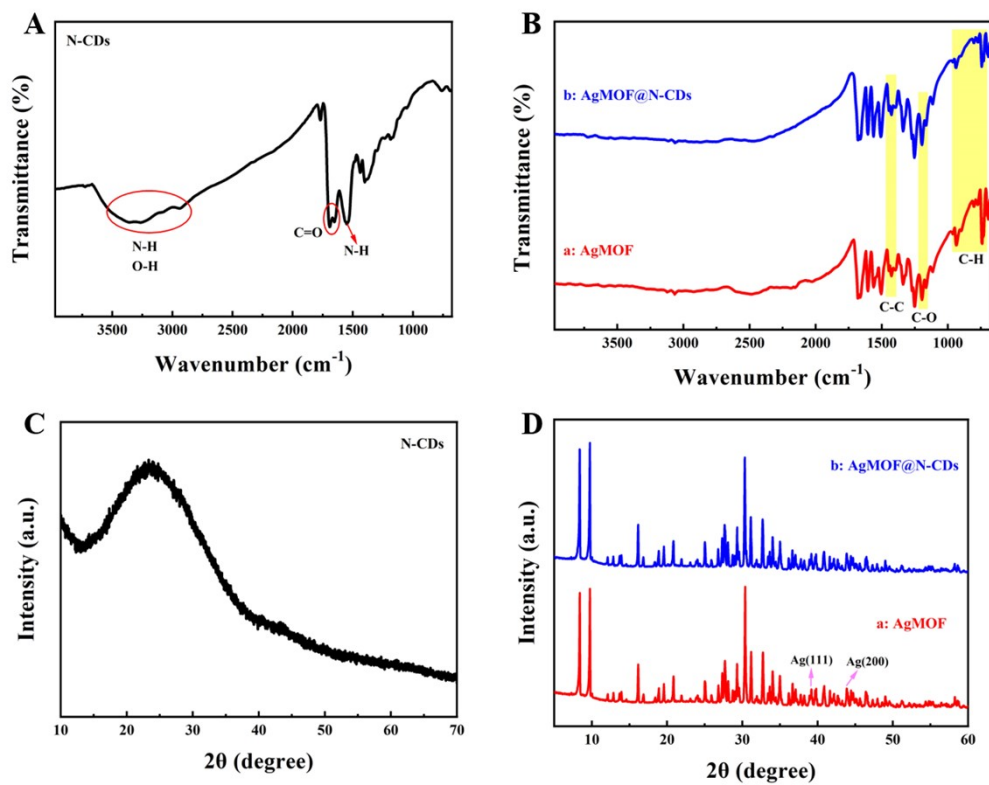 A
N-CDs
Transmittance (%)
C=O
N-H
N-H
O-H
3500 3000 2500 2000 1500 1000
Wavenumber (cm⁻¹)
B
b: AgMOF@N-CDs
Transmittance (%)
a: AgMOF
C-H
C-C
C-O
3500 3000 2500 2000 1500 1000
Wavenumber (cm⁻¹)
C
N-CDs
Intensity (a.u.)
10 20 30 40 50 60 70
2θ (degree)
D
b: AgMOF@N-CDs
Intensity (a.u.)
a: AgMOF
Ag(111)
Ag(200)
10 20 30 40 50 60
2θ (degree)